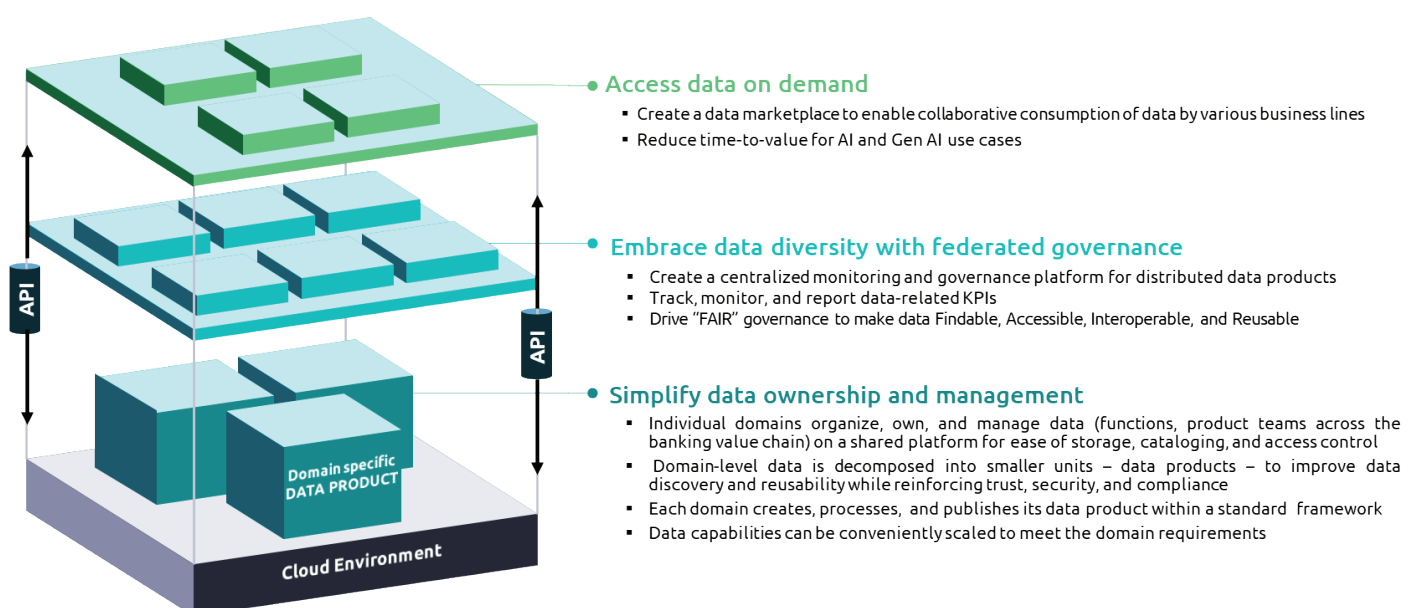 Access data on demand
▪ Create a data marketplace to enable collaborative consumption of data by various business lines
▪ Reduce time-to-value for AI and Gen AI use cases
Embrace data diversity with federated governance
▪ Create a centralized monitoring and governance platform for distributed data products
▪ Track, monitor, and report data-related KPIs
▪ Drive “FAIR” governance to make data Findable, Accessible, Interoperable, and Reusable
API
API
Simplify data ownership and management
▪ Individual domains organize, own, and manage data (functions, product teams across the
banking value chain) on a shared platform for ease of storage, cataloging, and access control
▪ Domain-level data is decomposed into smaller units – data products – to improve data
discovery and reusability while reinforcing trust, security, and compliance
▪ Each domain creates, processes, and publishes its data product within a standard framework
▪ Data capabilities can be conveniently scaled to meet the domain requirements
Domain specific
DATA PRODUCT
Cloud Environment